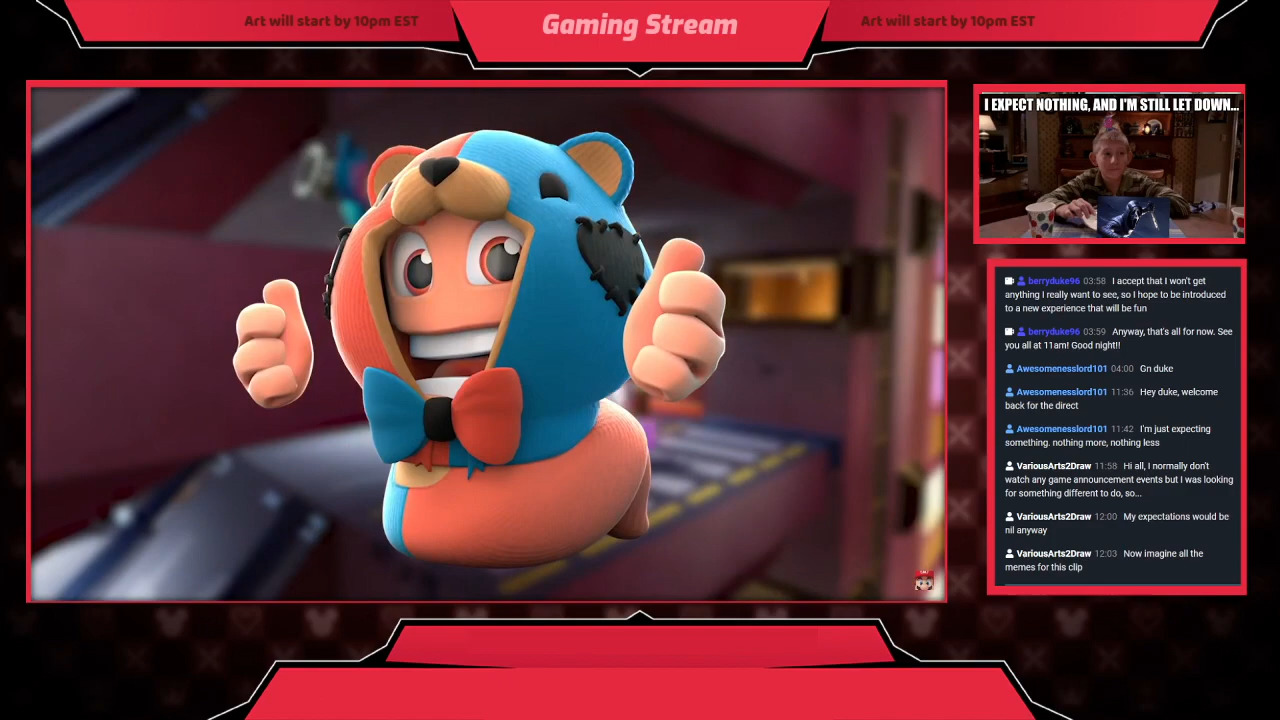 Art will start by 10pm EST
Gaming Stream
Art will start by 10pm EST
I EXPECT NOTHING, AND I'M STILL LET DOWN...
berryduke96 03:58 I accept that I won't get
anything I really want to see, so I hope to be introduced
to a new experience that will be fun
berryduke96 03:59 Anyway, that's all for now. See
you all at 11am! Good night!!
Awesomenesslord101 04:00 Gn duke
Awesomenesslord101 11:36 Hey duke, welcome
back for the direct
Awesomenesslord101 11:42 I'm just expecting
something. nothing more, nothing less
VariousArts2Draw 11:58 Hi all, I normally don't
watch any game announcement events but I was looking
for something different to do, so...
VariousArts2Draw 12:00 My expectations would be
nil anyway
VariousArts2Draw 12:03 Now imagine all the
memes for this clip